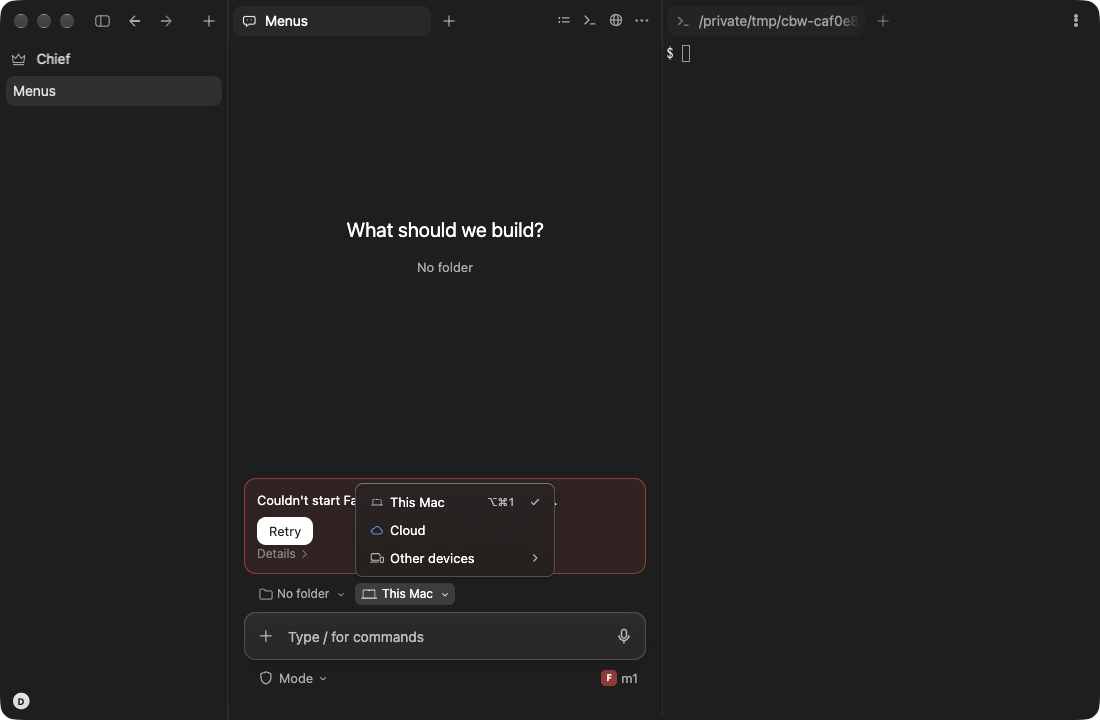 Menus
/private/tmp/cbw-caf0e8
Chief
Menus
$
What should we build?
No folder
Couldn't start Fa
.
Retry
Details
This Mac ⌥⌘1
Cloud
Other devices
No folder
This Mac
Type / for commands
Mode
F m1
D